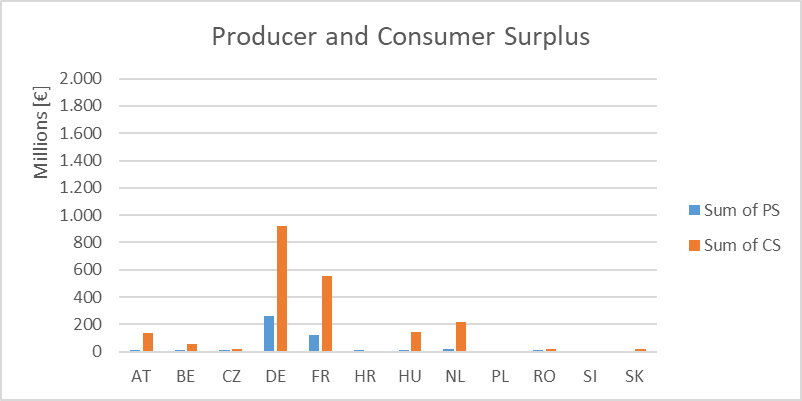 Producer and Consumer Surplus
Millions [€]
2.000
1.800
1.600
1.400
1.200
1.000
800
600
400
200
0
AT BE CZ DE FR HR HU NL PL RO SI SK
Sum of PS
Sum of CS